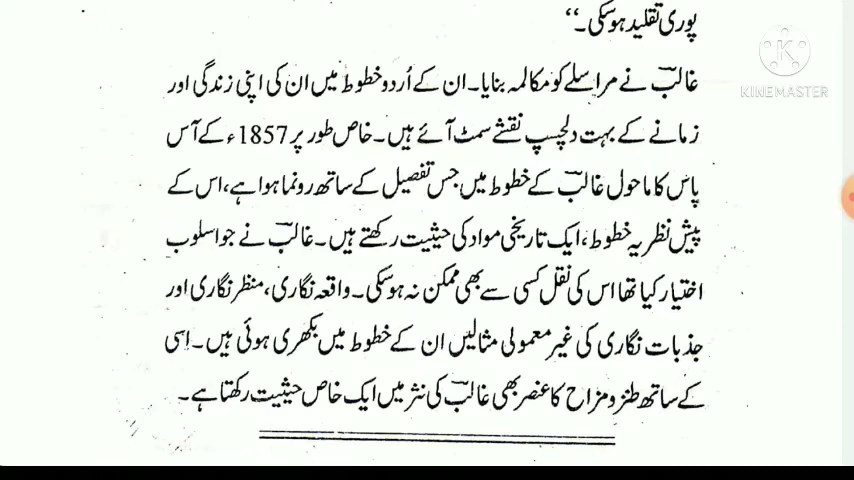 پوری تقلید ہوسکی۔“
KINEMASTER
غالبؔ نے مراسلے کو مکالمہ بنایا۔ ان کے اُردو خطوط میں ان کی اپنی زندگی اور
زمانے کے بہت دلچسپ نقشے سمٹ آئے ہیں۔ خاص طور پر 1857ء کے آس
پاس کا ماحول غالبؔ کے خطوط میں جس تفصیل کے ساتھ رونما ہوا ہے، اس کے
پیش نظر یہ خطوط، ایک تاریخی مواد کی حیثیت رکھتے ہیں۔ غالبؔ نے جو اسلوب
اختیار کیا تھا اس کی نقل کسی سے بھی ممکن نہ ہوسکی۔ واقعہ نگاری، منظر نگاری اور
جذبات نگاری کی غیر معمولی مثالیں ان کے خطوط میں بکھری ہوئی ہیں۔ اسی
کے ساتھ طنز و مزاح کا عنصر بھی غالبؔ کی نثر میں ایک خاص حیثیت رکھتا ہے۔